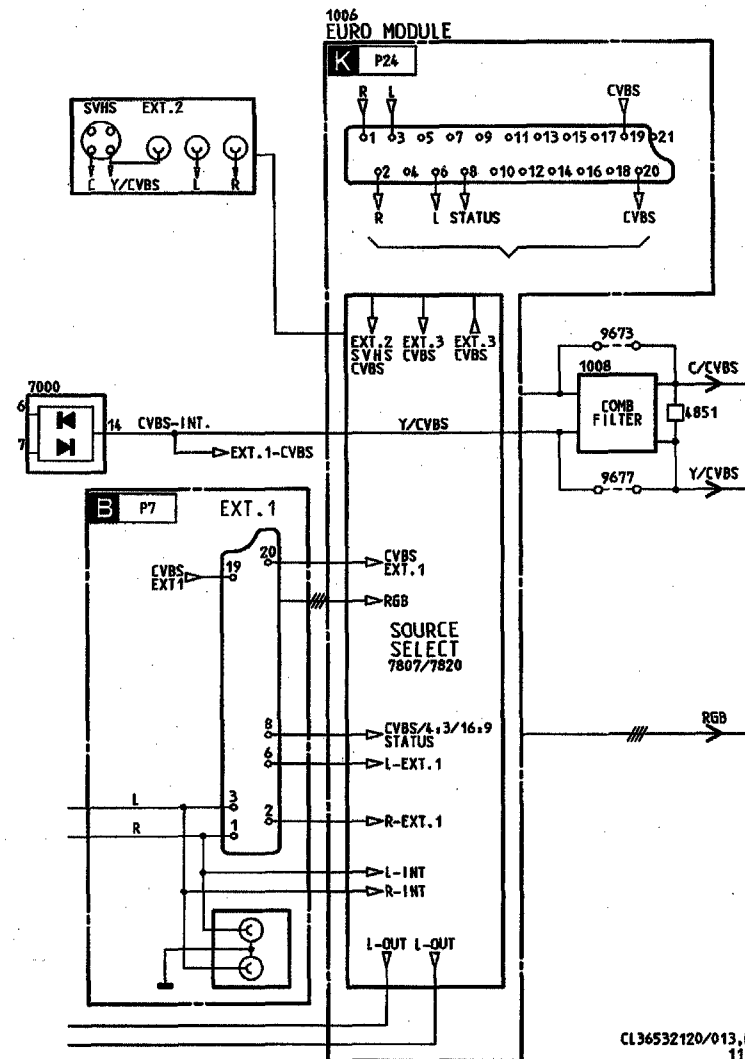 1006
EURO MODULE
K P24
R L CVBS
1 3 5 7 9 11 13 15 17 19 21
2 4 6 8 10 12 14 16 18 20
R L STATUS CVBS
SVHS EXT.2
C Y/CVBS L R
EXT.2
SVHS
CVBS
EXT.3
CVBS
EXT.3
CVBS
9673
1008
COMB
FILTER
C/CVBS
4851
Y/CVBS
9677
7000
6
7
14 CVBS-INT.
EXT.1-CVBS
Y/CVBS
B P7 EXT.1
20
19
CVBS
EXT1
CVBS
EXT.1
RGB
SOURCE
SELECT
7807/7820
8
CVBS/4:3/16:9
STATUS
6
L-EXT.1
RGB
L
3
R
1
2
R-EXT.1
L-INT
R-INT
L-OUT L-OUT
CL36532120/013.
11